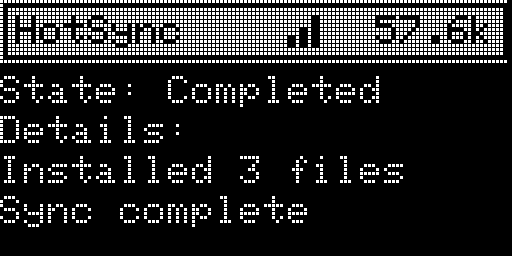 HotSync 57.6k
State: Completed
Details:
Installed 3 files
Sync complete